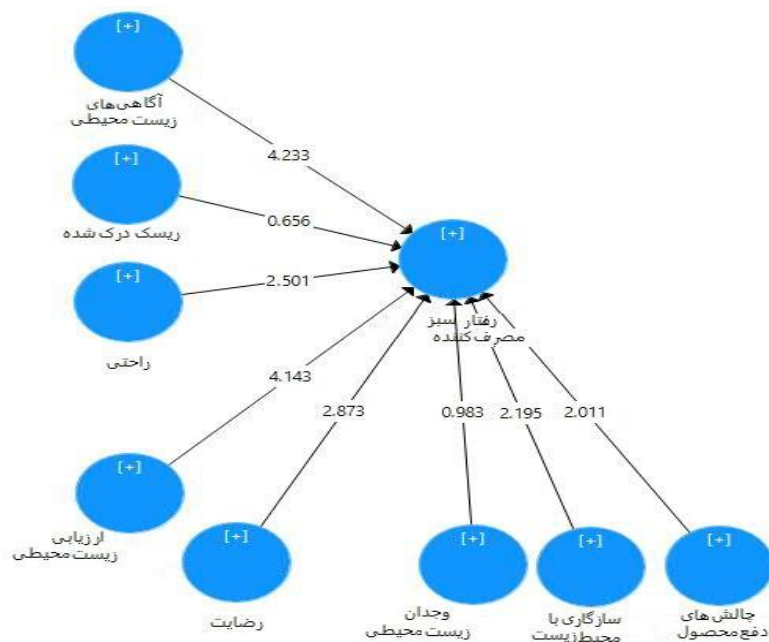 [+]
آگاهی‌های
زیست محیطی
4.233
[+]
ریسک درک شده
0.656
[+]
رفتار سبز
مصرف‌کننده
[+]
راحتی
2.501
4.143
2.873
0.983
2.195
2.011
[+]
ارزیابی
زیست محیطی
[+]
رضایت
[+]
وجدان
زیست محیطی
[+]
سازگاری با
محیط زیست
[+]
چالش‌های
دفع محصول